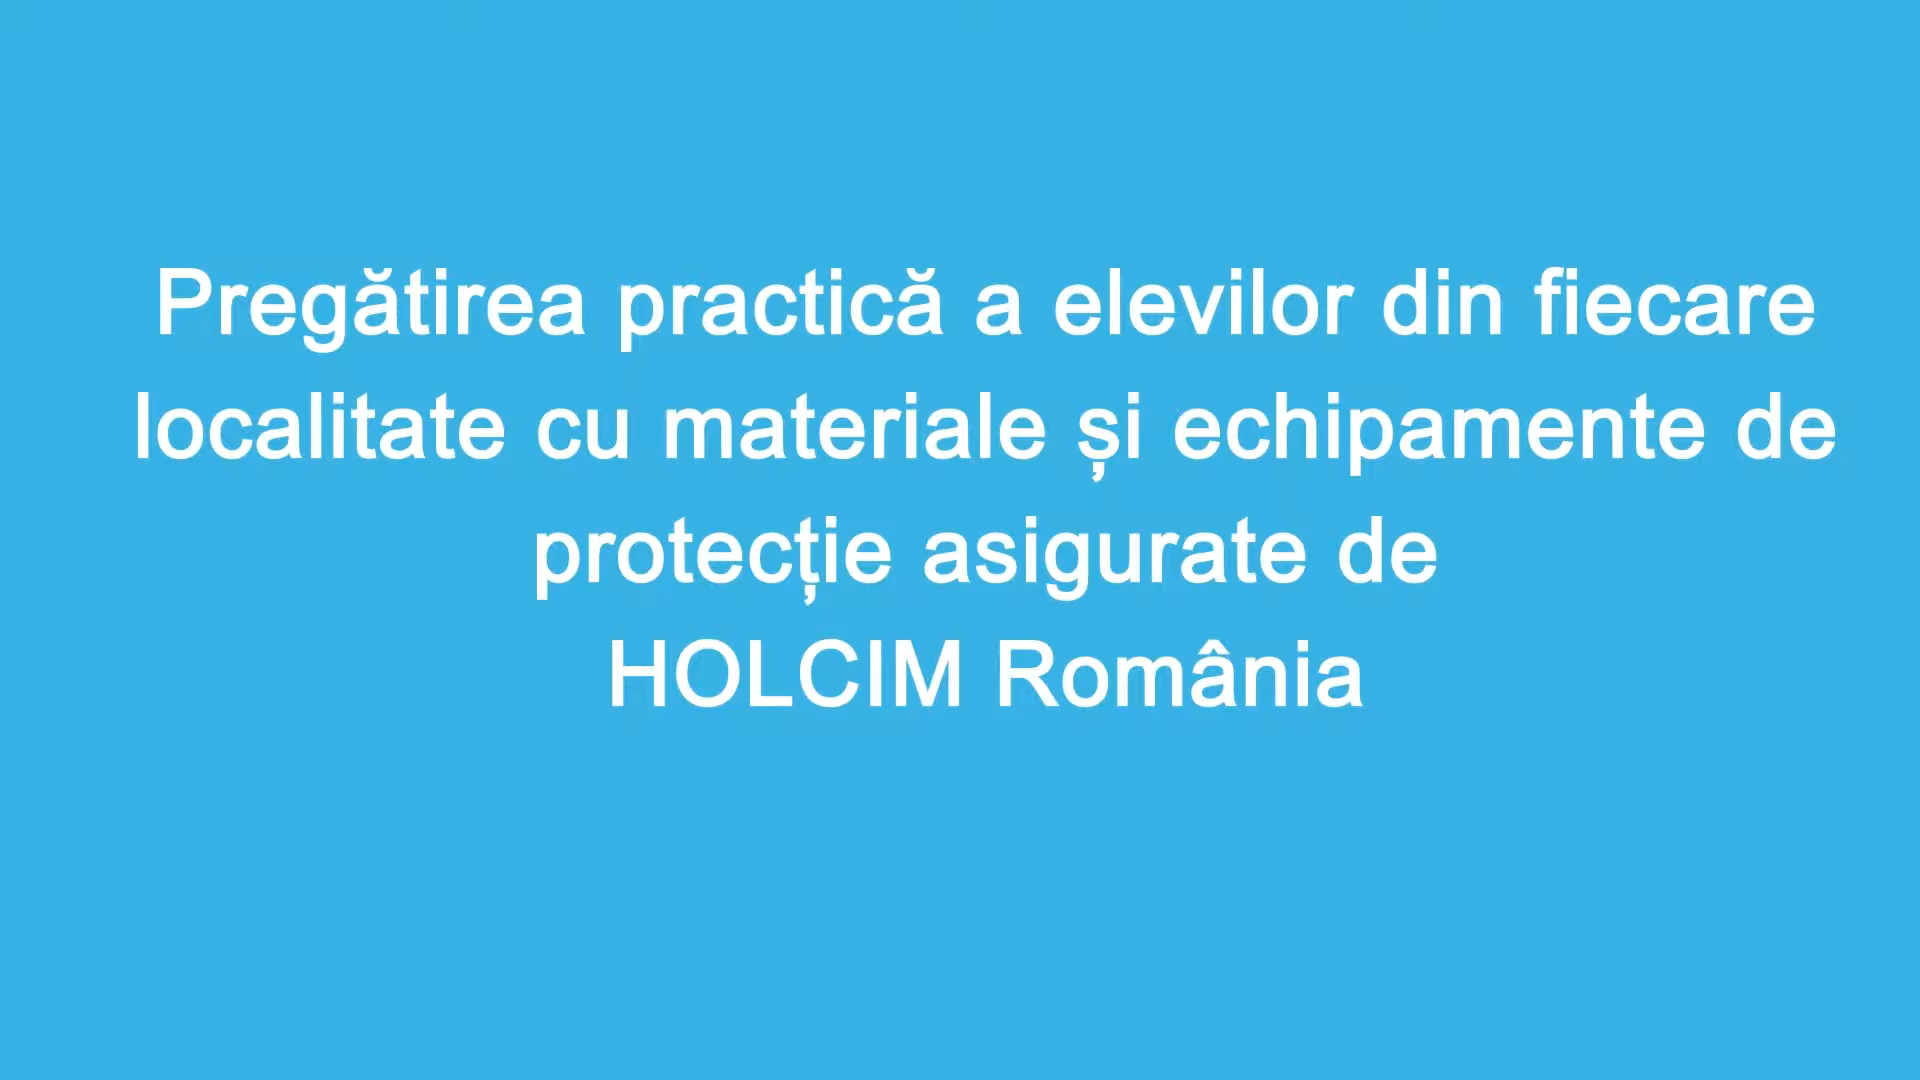 Pregătirea practică a elevilor din fiecare
localitate cu materiale și echipamente de
protecție asigurate de
HOLCIM România